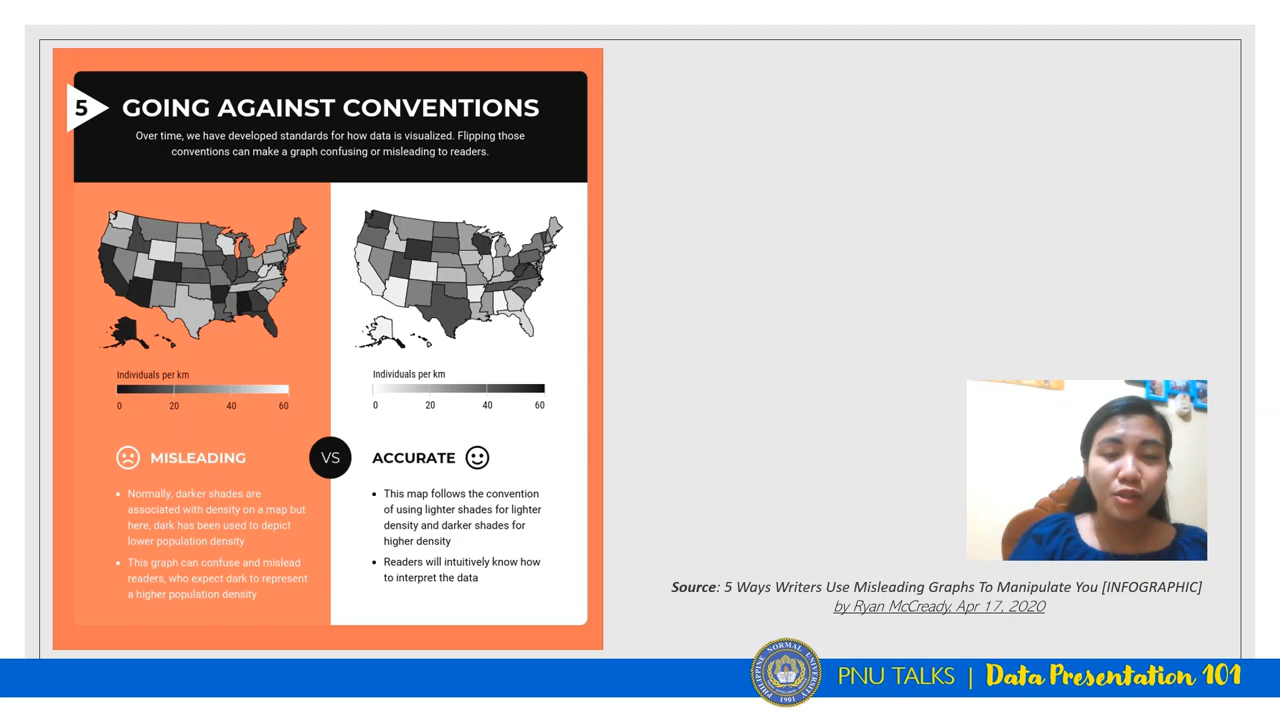 5
GOING AGAINST CONVENTIONS
Over time, we have developed standards for how data is visualized. Flipping those
conventions can make a graph confusing or misleading to readers.
Individuals per km
0 20 40 60
Individuals per km
0 20 40 60
MISLEADING
VS
ACCURATE
• Normally, darker shades are
associated with density on a map but
here, dark has been used to depict
lower population density
• This graph can confuse and mislead
readers, who expect dark to represent
a higher population density
• This map follows the convention
of using lighter shades for lighter
density and darker shades for
higher density
• Readers will intuitively know how
to interpret the data
Source: 5 Ways Writers Use Misleading Graphs To Manipulate You [INFOGRAPHIC]
by Ryan McCready, Apr 17, 2020
PHILIPPINE NORMAL UNIVERSITY
1901
PNU TALKS | Data Presentation 101